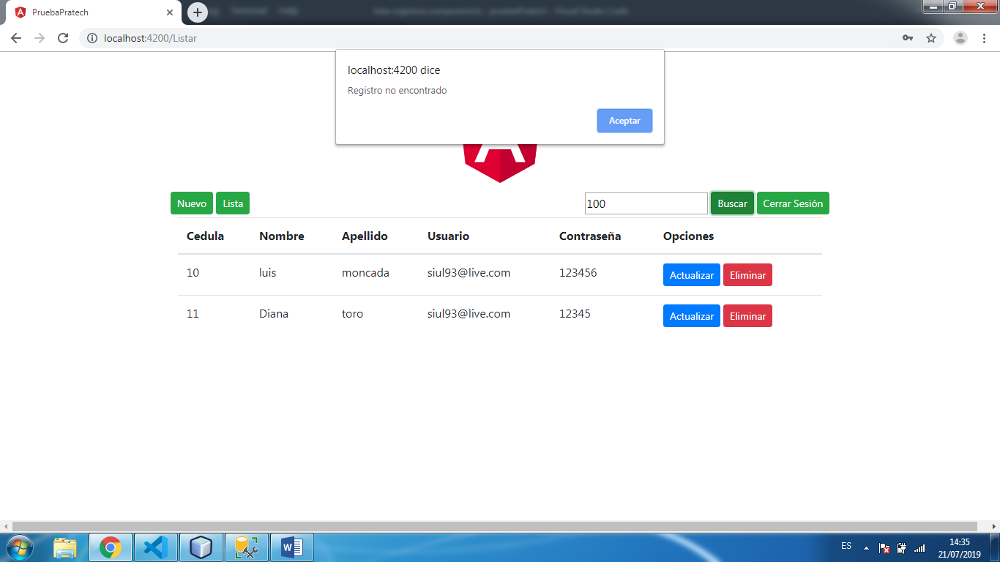 PruebaPratech
localhost:4200/Listar
localhost:4200 dice
Registro no encontrado
Aceptar
Nuevo Lista 100 Buscar Cerrar Sesión
Cedula Nombre Apellido Usuario Contraseña Opciones
10 luis moncada siul93@live.com 123456 Actualizar Eliminar
11 Diana toro siul93@live.com 12345 Actualizar Eliminar
ES 14:35
21/07/2019